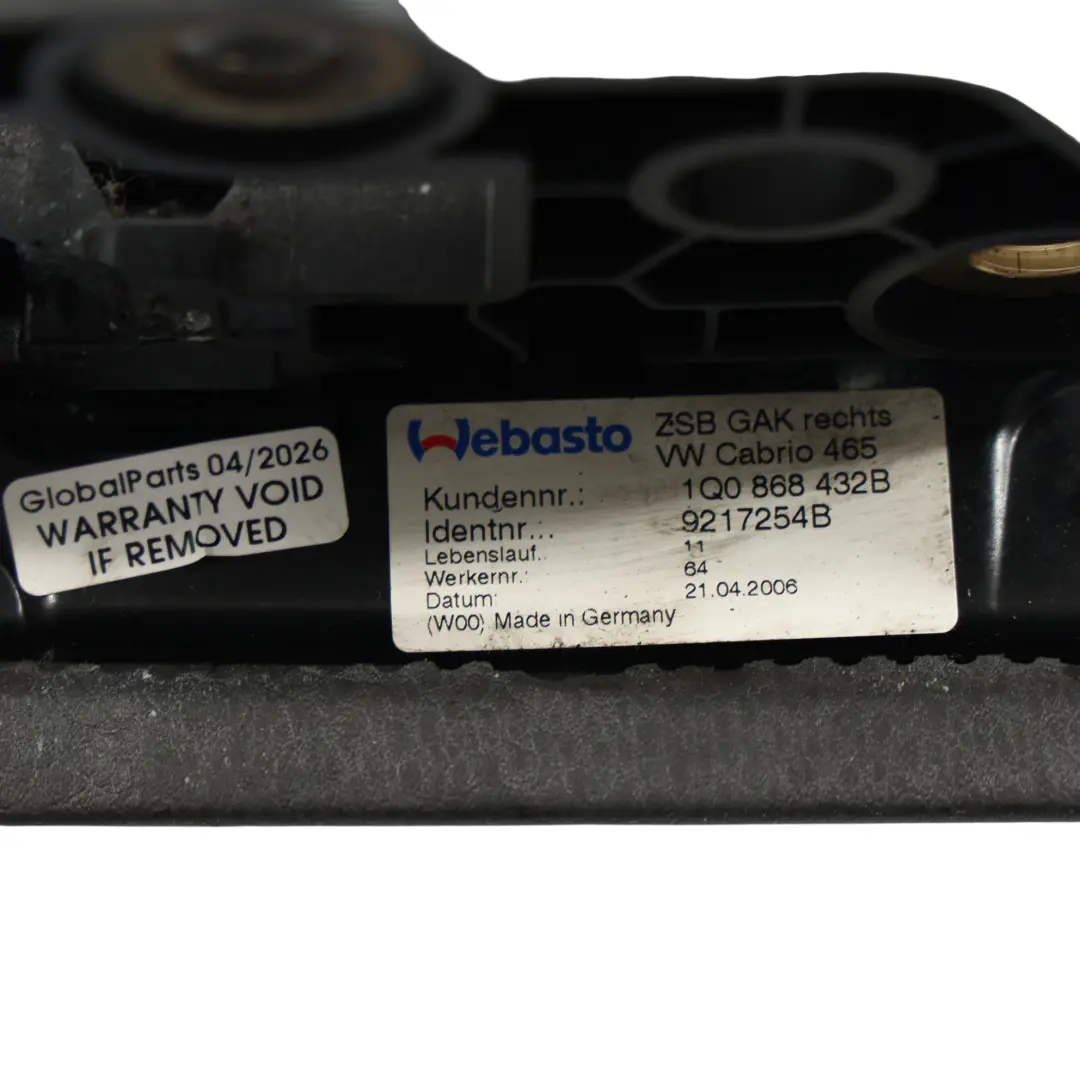 GlobalParts 04/2026
WARRANTY VOID
IF REMOVED
Webasto ZSB GAK rechts
VW Cabrio 465
Kundennr.: 1Q0 868 432B
Identnr.: 9217254B
Lebenslauf.: 11
Werkernr.: 64
Datum: 21.04.2006
(W00) Made in Germany